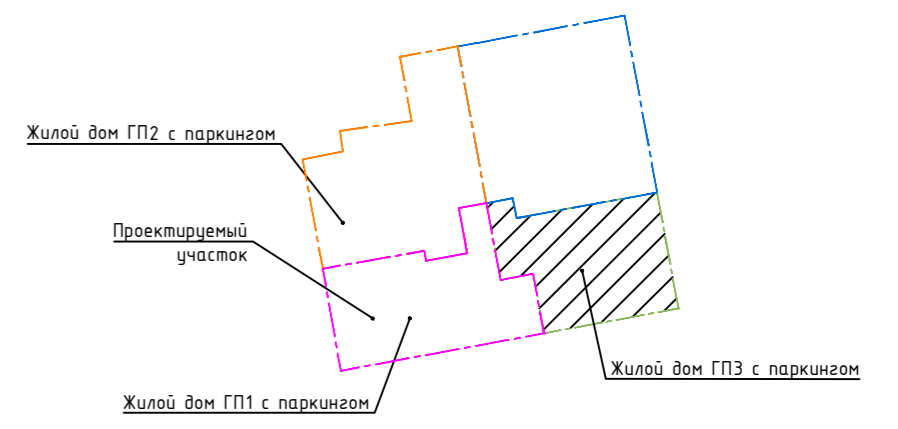 Жилой дом ГП2 с паркингом
Проектируемый
участок
Жилой дом ГП3 с паркингом
Жилой дом ГП1 с паркингом